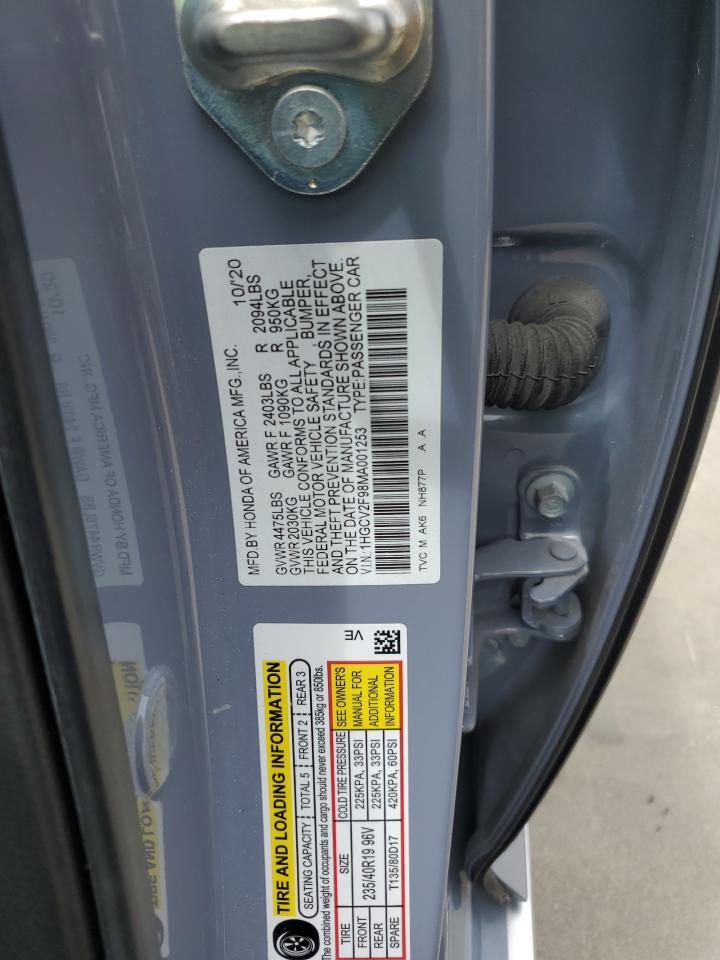 MFD.BY HONDA OF AMERICA MFG.,INC. 10/'20
GVWR 4475LBS GAWR F 2403LBS R 2094LBS
GVWR 2030KG GAWR F 1090KG R 950KG
THIS VEHICLE CONFORMS TO ALL APPLICABLE
FEDERAL MOTOR VEHICLE SAFETY, BUMPER,
AND THEFT PREVENTION STANDARDS IN EFFECT
ON THE DATE OF MANUFACTURE SHOWN ABOVE.
V.I.N.:1HGCV2F98MA001253 TYPE:PASSENGER CAR
TVC M AK6 NH877P .A .A
VE
TIRE AND LOADING INFORMATION
SEATING CAPACITY | TOTAL 5 | FRONT 2 | REAR 3
The combined weight of occupants and cargo should never exceed 385kg or 850lbs.
TIRE SIZE COLD TIRE PRESSURE SEE OWNER'S
FRONT 235/40R19 96V 225KPA, 33PSI MANUAL FOR
REAR 225KPA, 33PSI ADDITIONAL
SPARE T135/80D17 420KPA, 60PSI INFORMATION